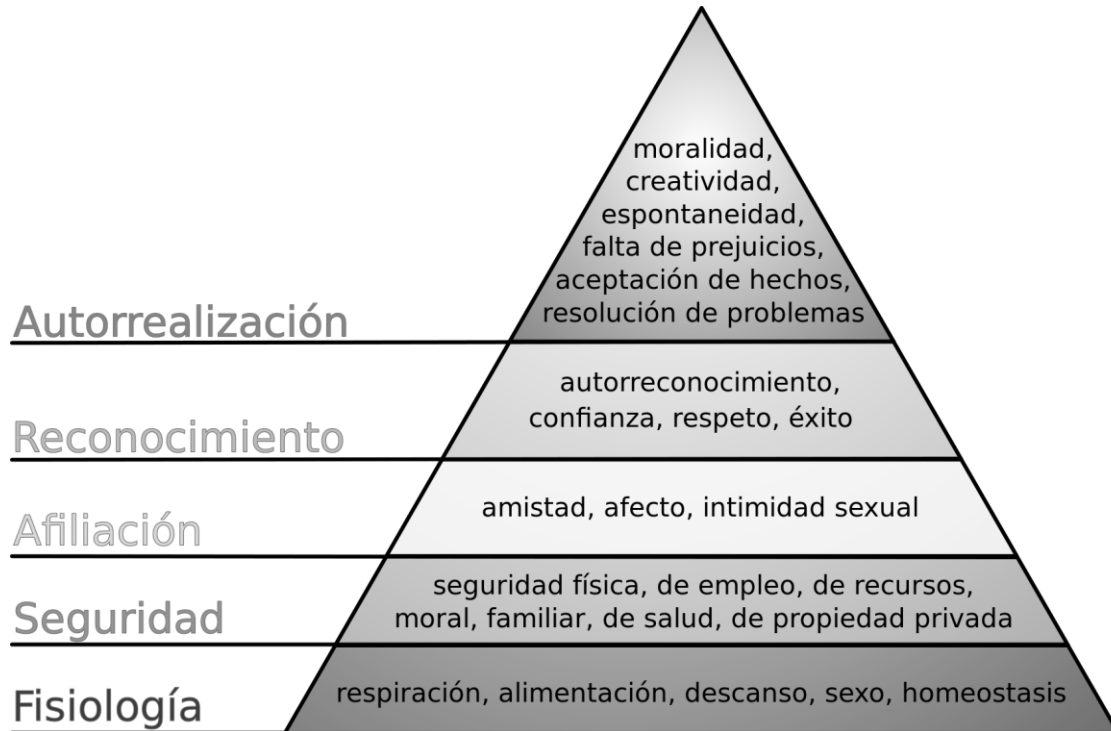 moralidad,
creatividad,
espontaneidad,
falta de prejuicios,
aceptación de hechos,
resolución de problemas
Autorrealización
autorreconocimiento,
confianza, respeto, éxito
Reconocimiento
amistad, afecto, intimidad sexual
Afiliación
seguridad física, de empleo, de recursos,
moral, familiar, de salud, de propiedad privada
Seguridad
respiración, alimentación, descanso, sexo, homeostasis
Fisiología